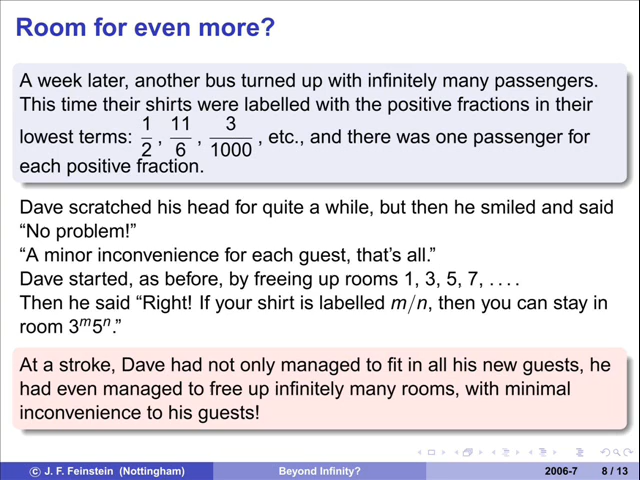 Room for even more?
A week later, another bus turned up with infinitely many passengers.
This time their shirts were labelled with the positive fractions in their
lowest terms: 1/2, 11/6, 3/1000, etc., and there was one passenger for
each positive fraction.
Dave scratched his head for quite a while, but then he smiled and said
“No problem!”
“A minor inconvenience for each guest, that’s all.”
Dave started, as before, by freeing up rooms 1, 3, 5, 7, . . . .
Then he said “Right! If your shirt is labelled m/n, then you can stay in
room 3^m5^n.”
At a stroke, Dave had not only managed to fit in all his new guests, he
had even managed to free up infinitely many rooms, with minimal
inconvenience to his guests!
© J. F. Feinstein (Nottingham) Beyond Infinity? 2006-7 8 / 13